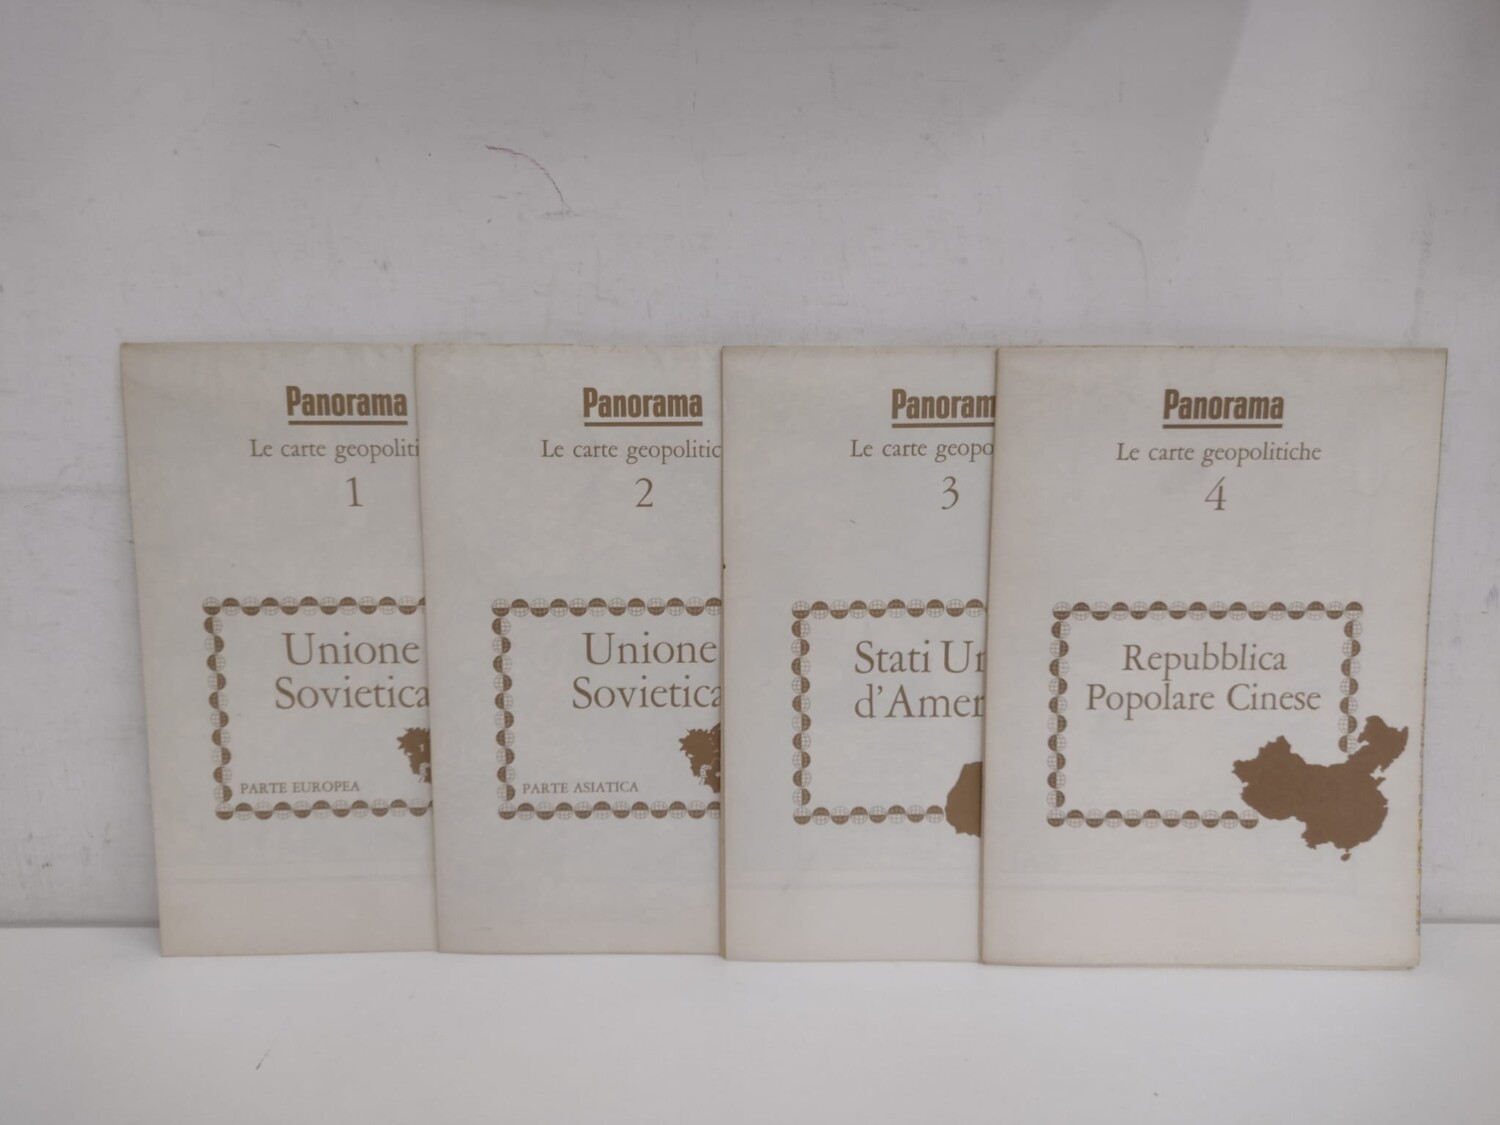 Panorama
Le carte geopoliti
1
Unione
Sovietica
PARTE EUROPEA
Panorama
Le carte geopolitic
2
Unione
Sovietica
PARTE ASIATICA
Panoram
Le carte geopo
3
Stati Un
d'Amer
Panorama
Le carte geopolitiche
4
Repubblica
Popolare Cinese